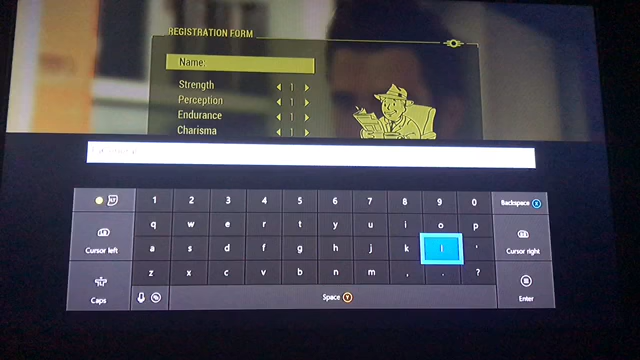 REGISTRATION FORM
Name:
Strength 1
Perception 1
Endurance 1
Charisma 1
1 2 3 4 5 6 7 8 9 0 Backspace X
q w e r t y u i o p
Cursor left a s d f g h j k l ' Cursor right
z x c v b n m , . ?
Caps Space Y Enter